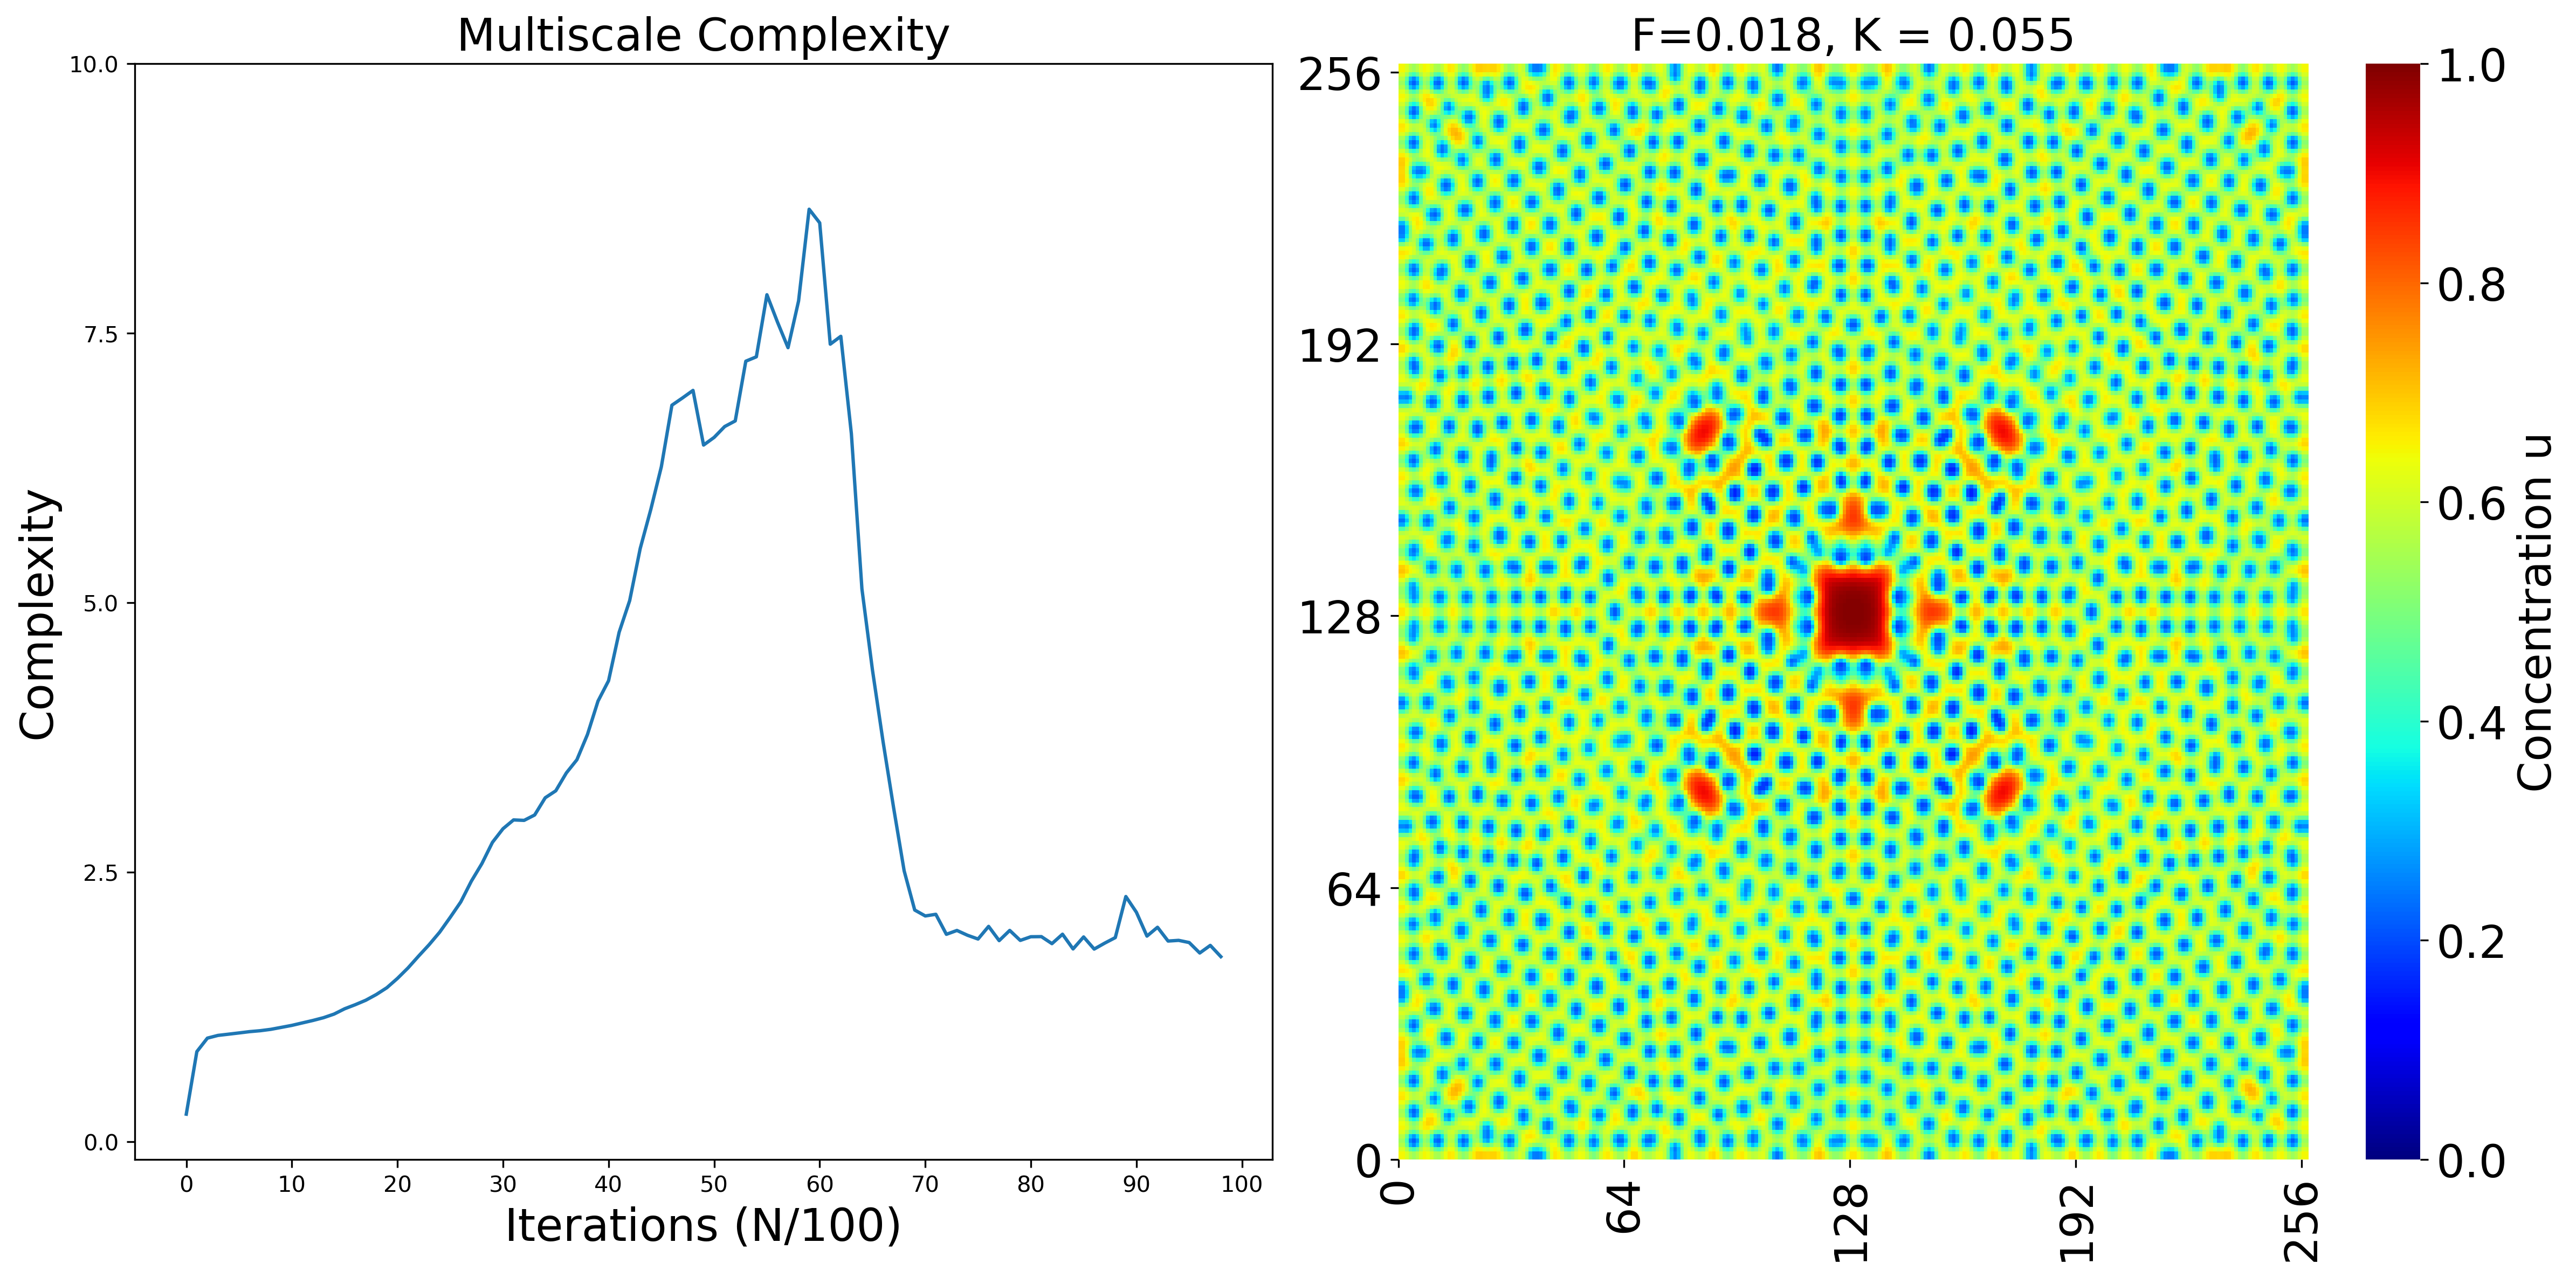 Multiscale Complexity
10.0
7.5
5.0
2.5
0.0
Complexity
0 10 20 30 40 50 60 70 80 90 100
Iterations (N/100)
F=0.018, K = 0.055
256
192
128
64
0
0 64 128 192 256
1.0
0.8
0.6
0.4
0.2
0.0
Concentration u